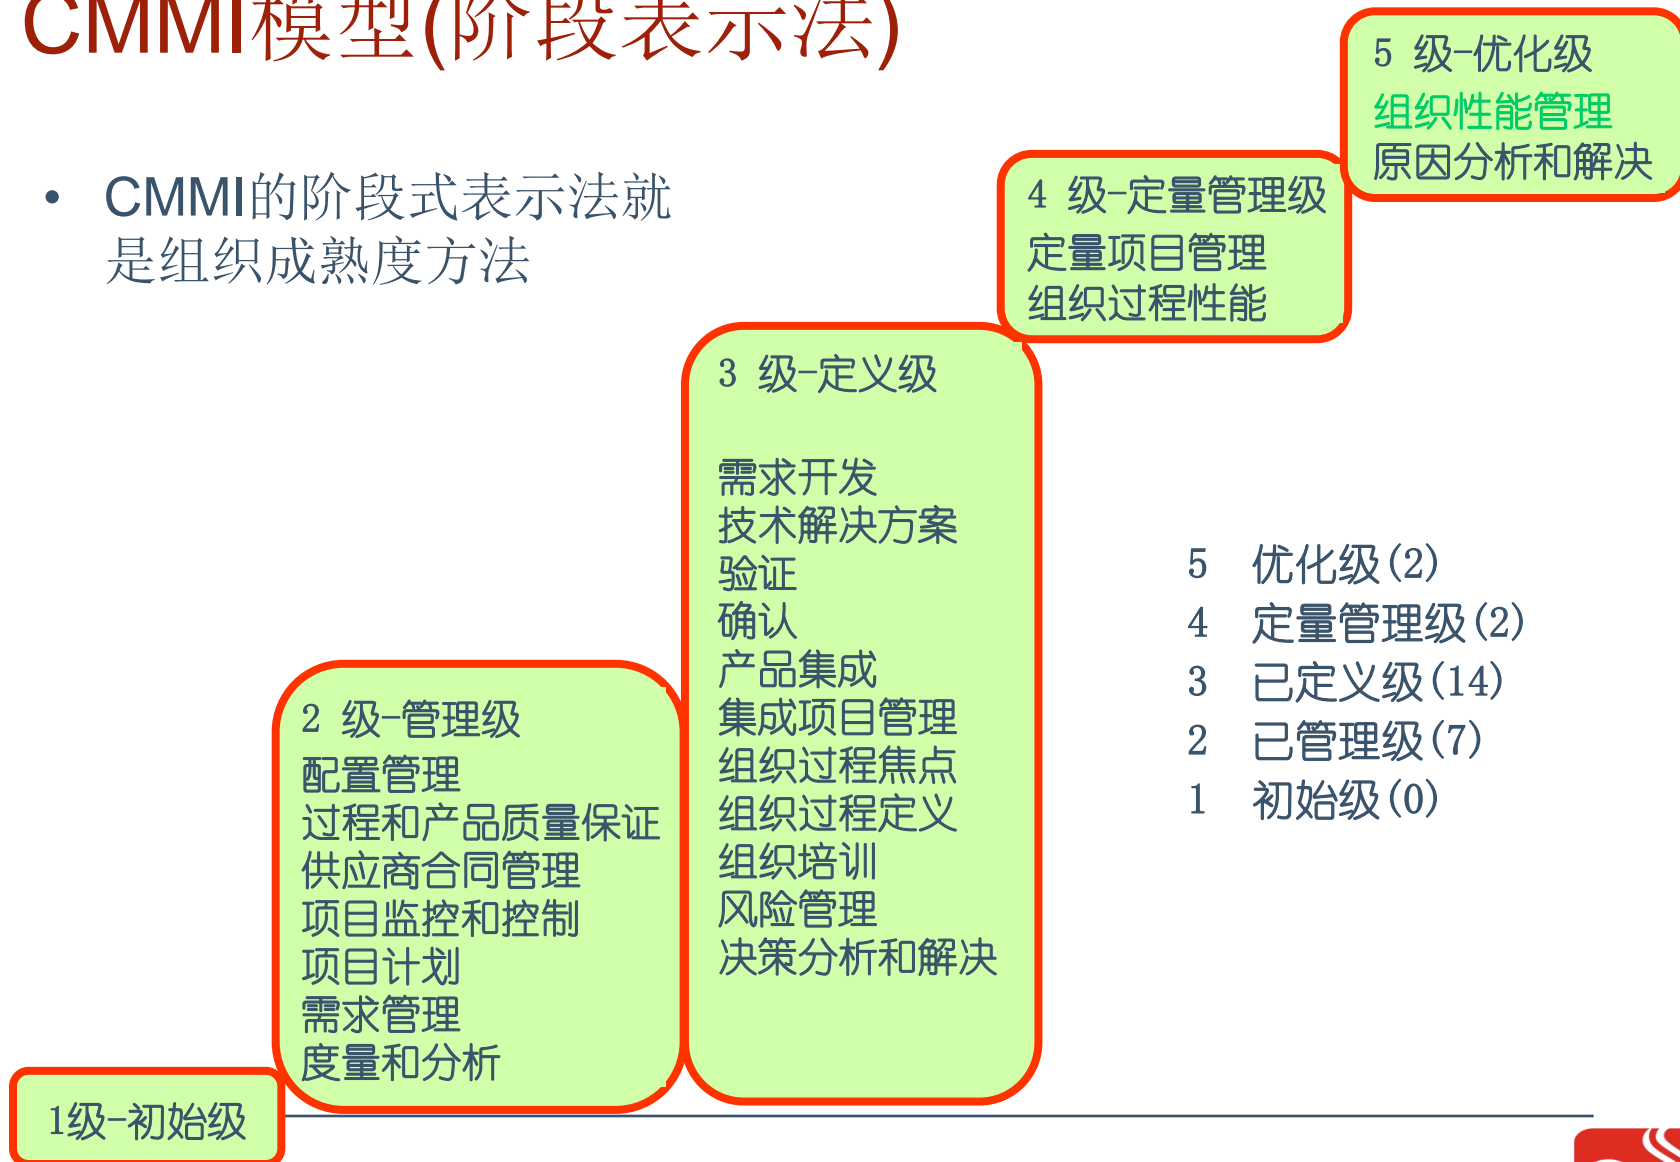 CMMI模型(阶段表示法)
• CMMI的阶段式表示法就
是组织成熟度方法
5 级-优化级
组织性能管理
原因分析和解决
4 级-定量管理级
定量项目管理
组织过程性能
3 级-定义级
需求开发
技术解决方案
验证
确认
产品集成
集成项目管理
组织过程焦点
组织过程定义
组织培训
风险管理
决策分析和解决
2 级-管理级
配置管理
过程和产品质量保证
供应商合同管理
项目监控和控制
项目计划
需求管理
度量和分析
1级-初始级
5 优化级(2)
4 定量管理级(2)
3 已定义级(14)
2 已管理级(7)
1 初始级(0)